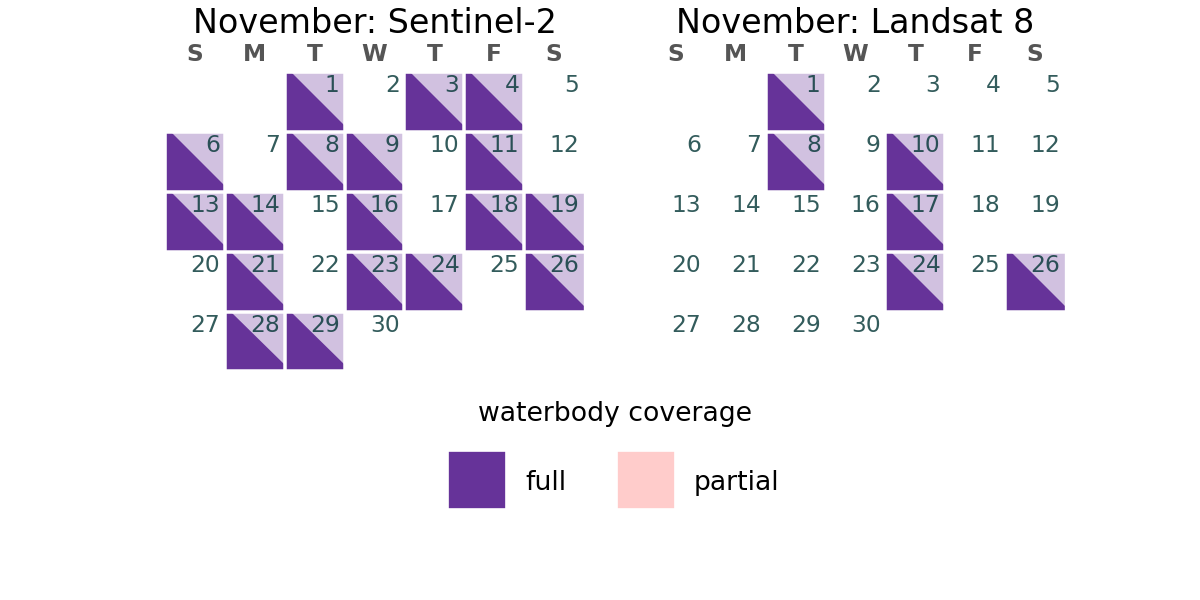 November: Sentinel-2
S M T W T F S
1 2 3 4 5
6 7 8 9 10 11 12
13 14 15 16 17 18 19
20 21 22 23 24 25 26
27 28 29 30
November: Landsat 8
S M T W T F S
1 2 3 4 5
6 7 8 9 10 11 12
13 14 15 16 17 18 19
20 21 22 23 24 25 26
27 28 29 30
waterbody coverage
full
partial